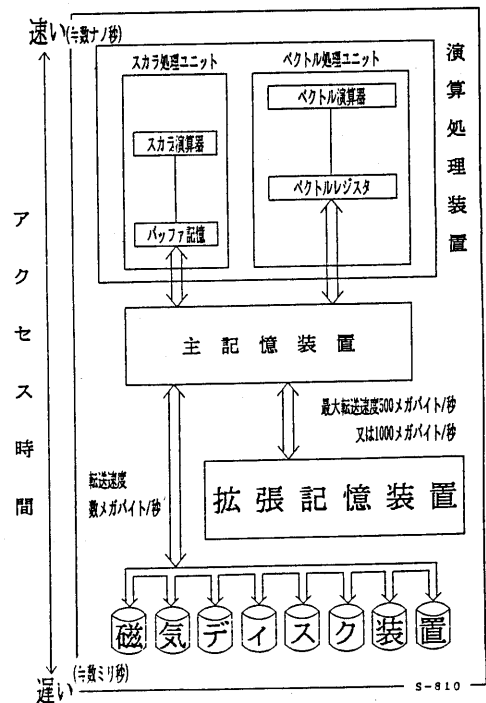 速い(≒数ナノ秒)
アクセス時間
遅い(≒数ミリ秒)
演算処理装置
スカラ処理ユニット
スカラ演算器
バッファ記憶
ベクトル処理ユニット
ベクトル演算器
ベクトルレジスタ
主記憶装置
最大転送速度500メガバイト/秒
又は1000メガバイト/秒
転送速度
数メガバイト/秒
拡張記憶装置
磁気ディスク装置
S-810